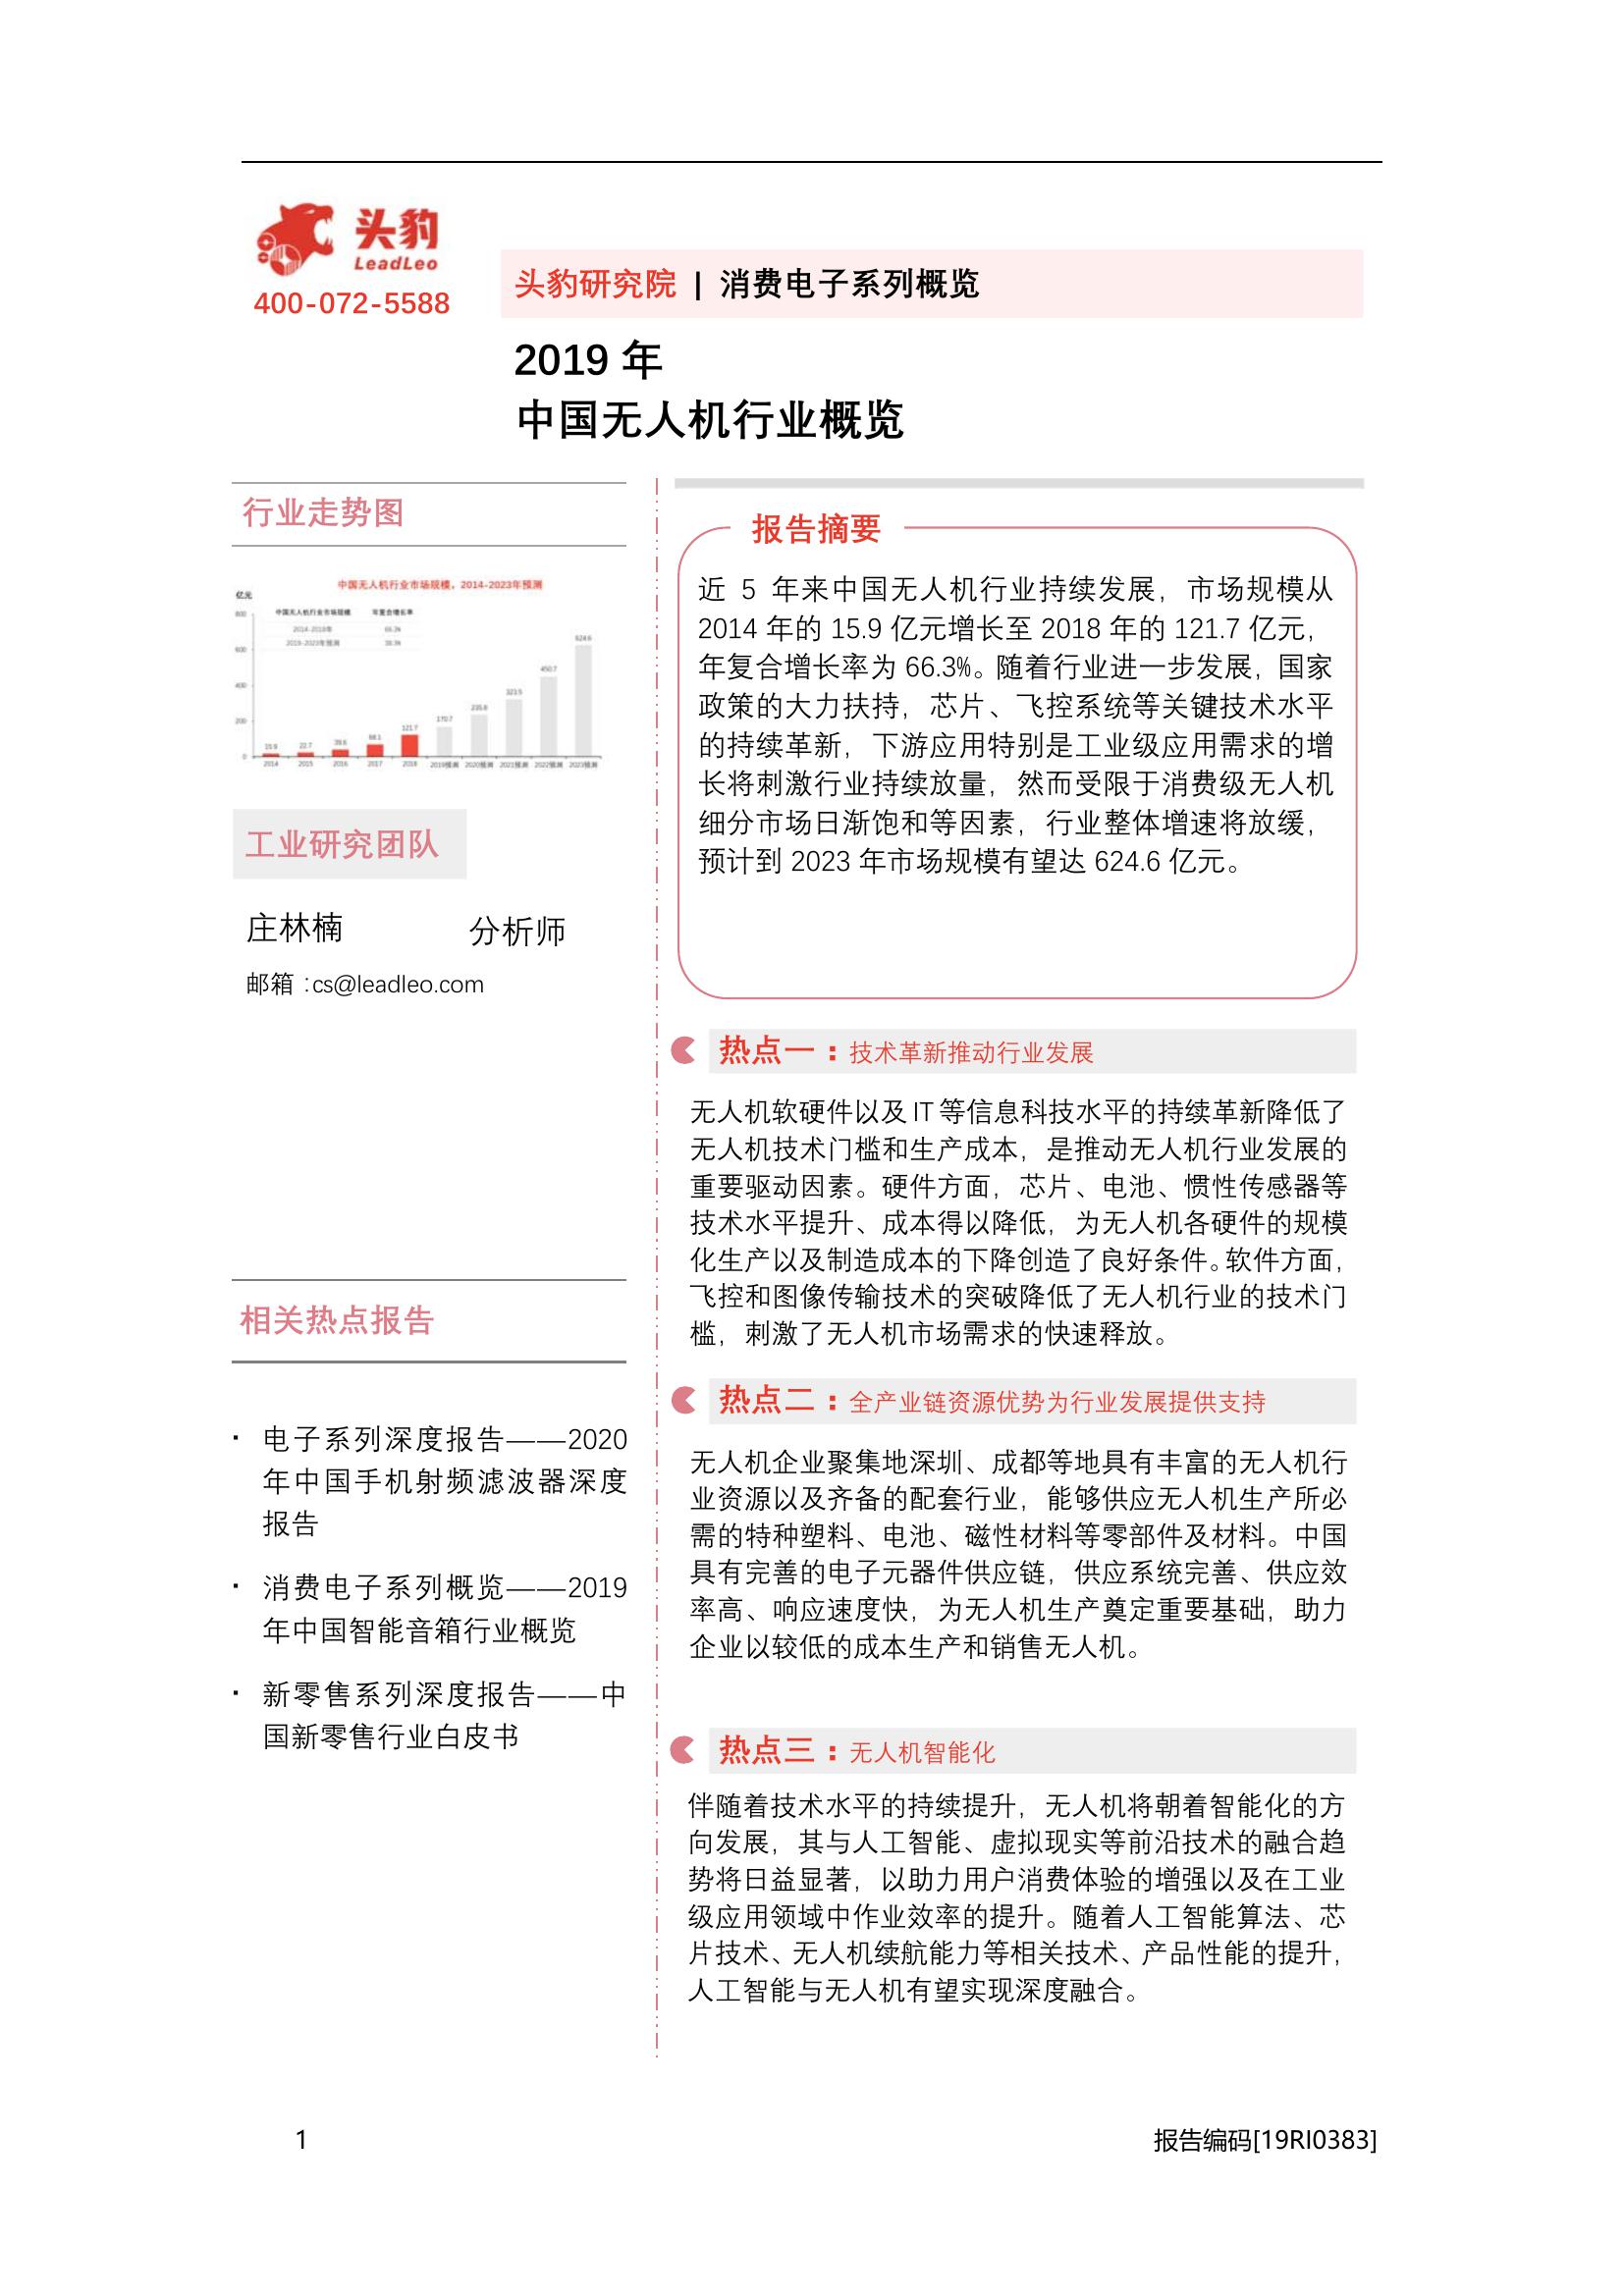 头豹
LeadLeo
400-072-5588
头豹研究院 | 消费电子系列概览
2019 年
中国无人机行业概览
行业走势图
中国无人机行业市场规模，2014-2023年预测
亿元
中国无人机行业市场规模 年复合增长率
2014-2018年 66.3%
2019-2023年预测
800
600
400
200
0
15.9 22.7 39.6 68.1 121.7 170.7 235.8 323.5 450.7 624.6
2014 2015 2016 2017 2018 2019预测 2020预测 2021预测 2022预测 2023预测
工业研究团队
庄林楠 分析师
邮箱 :cs@leadleo.com
相关热点报告
· 电子系列深度报告——2020
年中国手机射频滤波器深度
报告
· 消费电子系列概览——2019
年中国智能音箱行业概览
· 新零售系列深度报告——中
国新零售行业白皮书
报告摘要
近 5 年来中国无人机行业持续发展，市场规模从
2014 年的 15.9 亿元增长至 2018 年的 121.7 亿元，
年复合增长率为 66.3%。随着行业进一步发展，国家
政策的大力扶持，芯片、飞控系统等关键技术水平
的持续革新，下游应用特别是工业级应用需求的增
长将刺激行业持续放量，然而受限于消费级无人机
细分市场日渐饱和等因素，行业整体增速将放缓，
预计到 2023 年市场规模有望达 624.6 亿元。
热点一：技术革新推动行业发展
无人机软硬件以及 IT 等信息科技水平的持续革新降低了
无人机技术门槛和生产成本，是推动无人机行业发展的
重要驱动因素。硬件方面，芯片、电池、惯性传感器等
技术水平提升、成本得以降低，为无人机各硬件的规模
化生产以及制造成本的下降创造了良好条件。软件方面，
飞控和图像传输技术的突破降低了无人机行业的技术门
槛，刺激了无人机市场需求的快速释放。
热点二：全产业链资源优势为行业发展提供支持
无人机企业聚集地深圳、成都等地具有丰富的无人机行
业资源以及齐备的配套行业，能够供应无人机生产所必
需的特种塑料、电池、磁性材料等零部件及材料。中国
具有完善的电子元器件供应链，供应系统完善、供应效
率高、响应速度快，为无人机生产奠定重要基础，助力
企业以较低的成本生产和销售无人机。
热点三：无人机智能化
伴随着技术水平的持续提升，无人机将朝着智能化的方
向发展，其与人工智能、虚拟现实等前沿技术的融合趋
势将日益显著，以助力用户消费体验的增强以及在工业
级应用领域中作业效率的提升。随着人工智能算法、芯
片技术、无人机续航能力等相关技术、产品性能的提升，
人工智能与无人机有望实现深度融合。
1 报告编码[19RI0383]